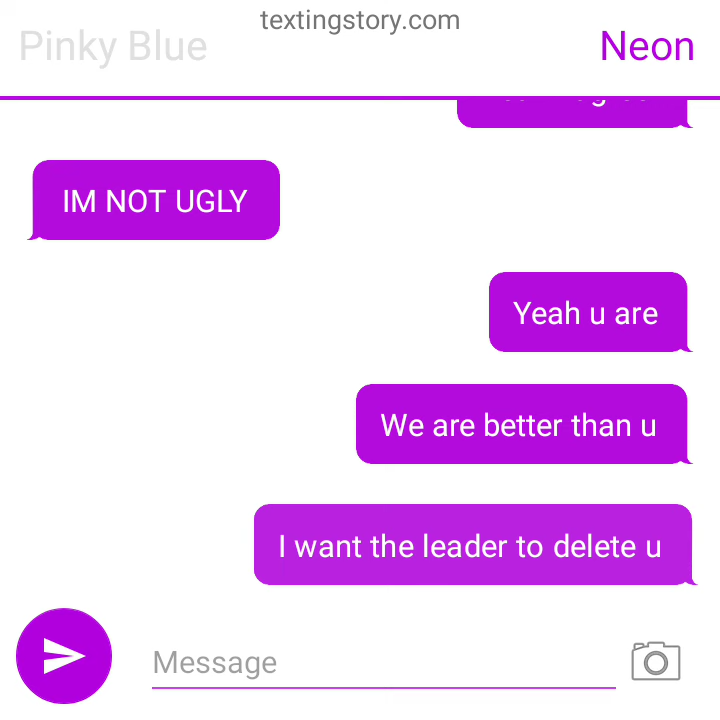 textingstory.com
Pinky Blue
Neon
IM NOT UGLY
Yeah u are
We are better than u
I want the leader to delete u
Message